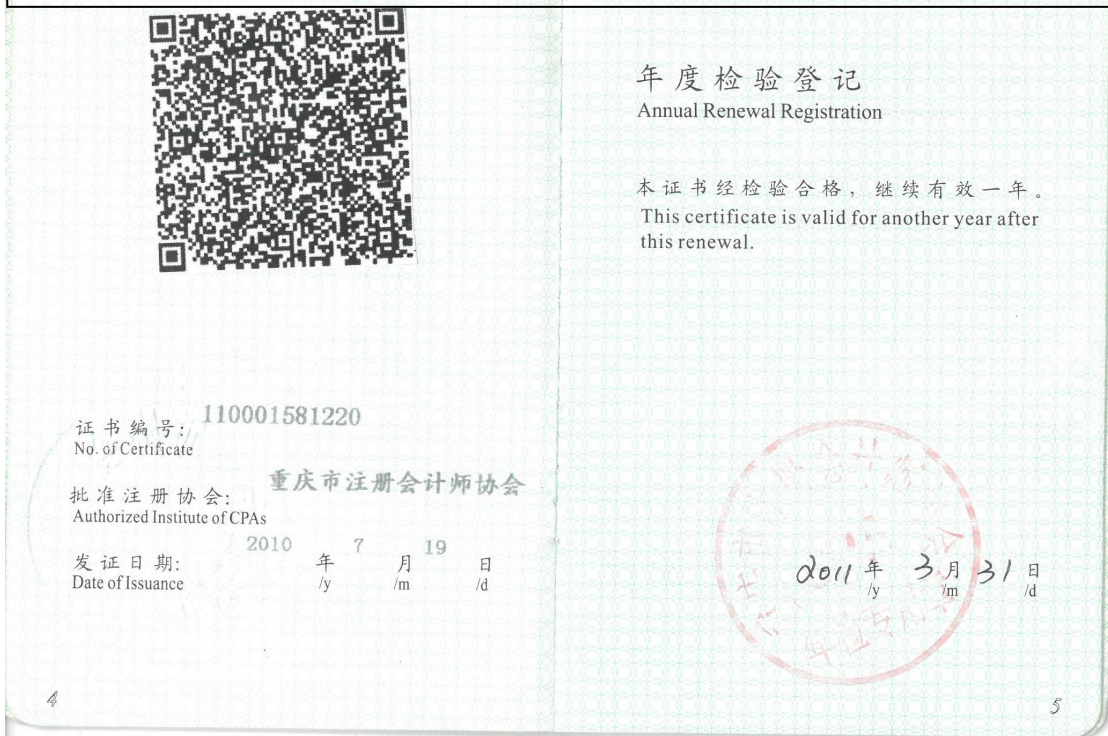 证书编号: 110001581220
No. of Certificate
批准注册协会: 重庆市注册会计师协会
Authorized Institute of CPAs
发证日期: 2010 年 7 月 19 日
Date of Issuance /y /m /d
4
年度检验登记
Annual Renewal Registration
本证书经检验合格，继续有效一年。
This certificate is valid for another year after
this renewal.
2011 年 3 月 31 日
/y /m /d
5